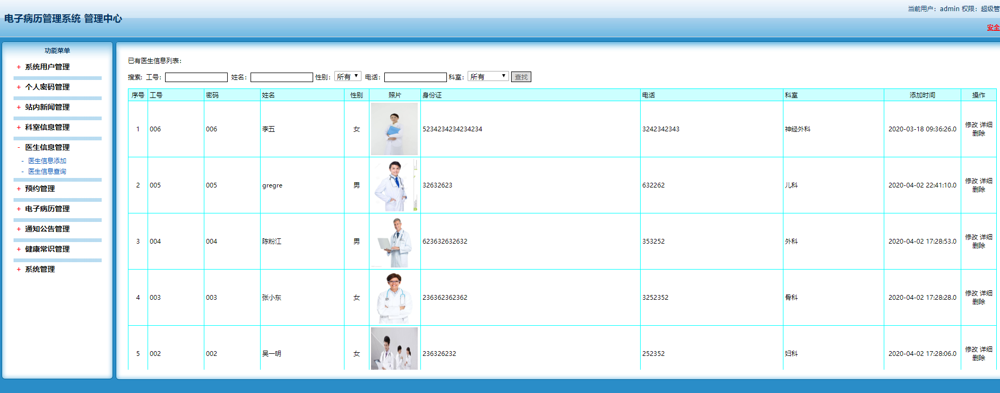 电子病历管理系统 管理中心
当前用户：admin 权限：超级管
安全
功能菜单
+ 系统用户管理
+ 个人密码管理
+ 站内新闻管理
+ 科室信息管理
- 医生信息管理
- 医生信息添加
- 医生信息查询
+ 预约管理
+ 电子病历管理
+ 通知公告管理
+ 健康常识管理
+ 系统管理
已有医生信息列表：
搜索: 工号： 姓名： 性别： 所有 电话： 科室： 所有 查找
序号 工号 密码 姓名 性别 照片 身份证 电话 科室 添加时间 操作
1 006 006 李五 女 5234234234234234 3242342343 神经外科 2020-03-18 09:36:26.0 修改 详细
删除
2 005 005 gregre 男 32632623 632262 儿科 2020-04-02 22:41:10.0 修改 详细
删除
3 004 004 陈粉江 男 623632632632 353252 外科 2020-04-02 17:28:53.0 修改 详细
删除
4 003 003 张小东 女 236362362362 3252352 骨科 2020-04-02 17:28:28.0 修改 详细
删除
5 002 002 吴一明 女 236326232 252352 妇科 2020-04-02 17:28:06.0 修改 详细
删除